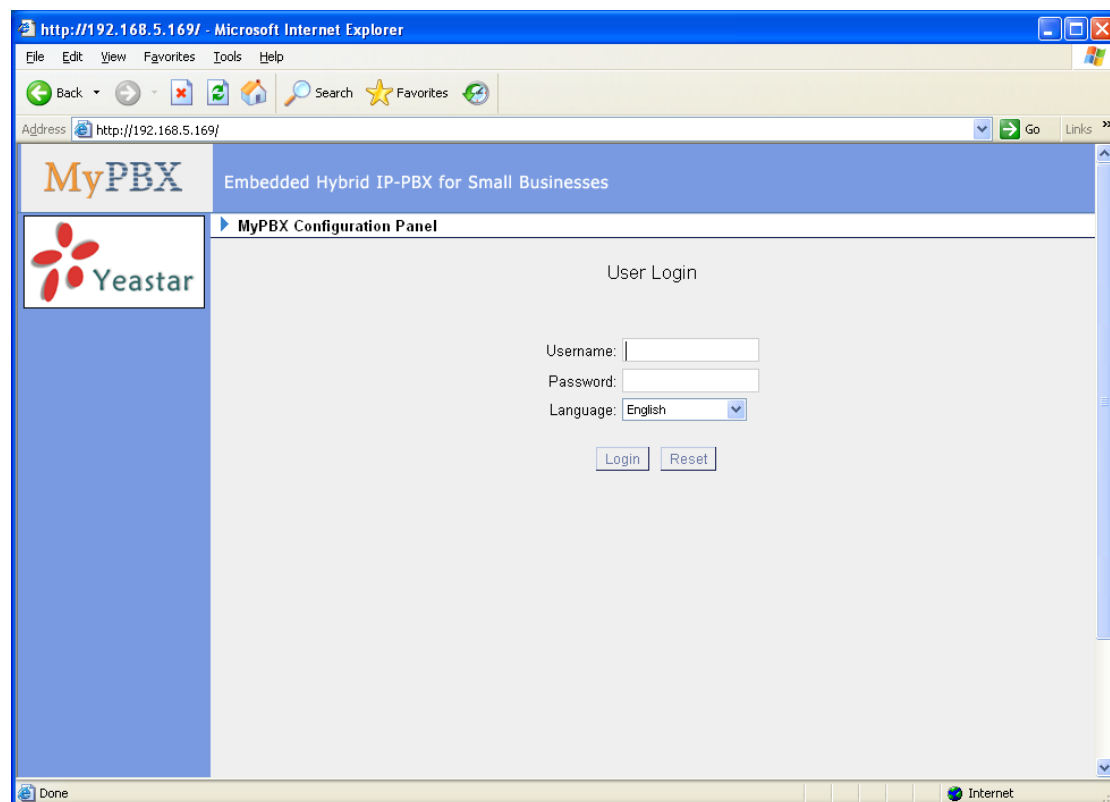 http://192.168.5.169/ - Microsoft Internet Explorer
File Edit View Favorites Tools Help
Back Search Favorites
Address http://192.168.5.169/ Go Links »
MyPBX Embedded Hybrid IP-PBX for Small Businesses
Yeastar
MyPBX Configuration Panel
User Login
Username:
Password:
Language: English
Login Reset
Done Internet